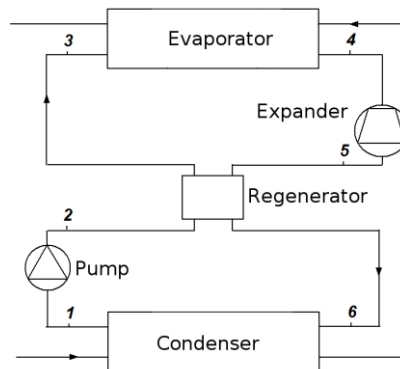 Evaporator
3
4
Expander
5
Regenerator
2
Pump
1
6
Condenser